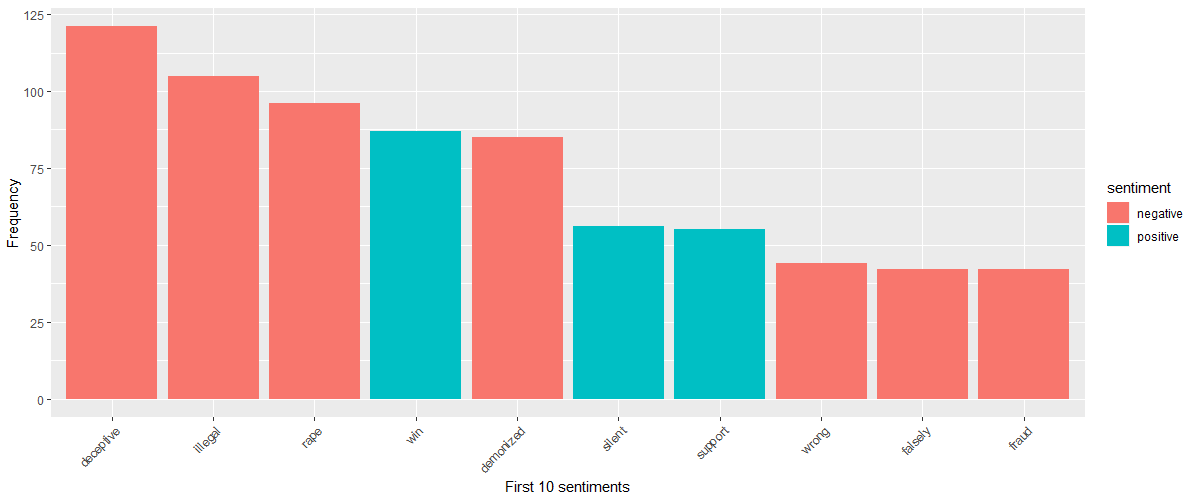 125
100
75
50
25
0
Frequency
deceptive
illegal
rape
win
demonized
silent
support
wrong
falsely
fraud
First 10 sentiments
sentiment
negative
positive